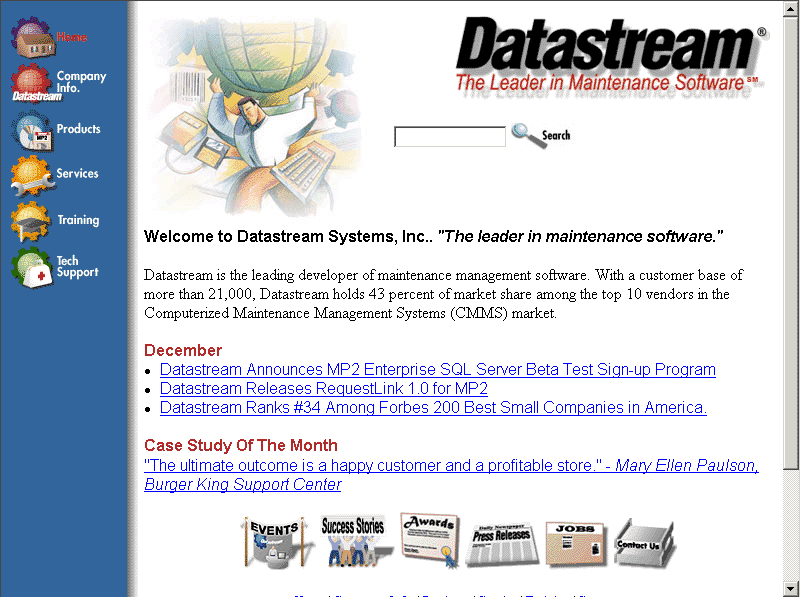 Home
Company
Info.
Datastream
Products
MP2
Services
Training
Tech
Support
Datastream®
The Leader in Maintenance Software℠
Search
Welcome to Datastream Systems, Inc.. "The leader in maintenance software."
Datastream is the leading developer of maintenance management software. With a customer base of
more than 21,000, Datastream holds 43 percent of market share among the top 10 vendors in the
Computerized Maintenance Management Systems (CMMS) market.
December
Datastream Announces MP2 Enterprise SQL Server Beta Test Sign-up Program
Datastream Releases RequestLink 1.0 for MP2
Datastream Ranks #34 Among Forbes 200 Best Small Companies in America.
Case Study Of The Month
"The ultimate outcome is a happy customer and a profitable store." - Mary Ellen Paulson,
Burger King Support Center
EVENTS
Success Stories
Awards
Daily Newspaper
Press Releases
JOBS
Contact Us